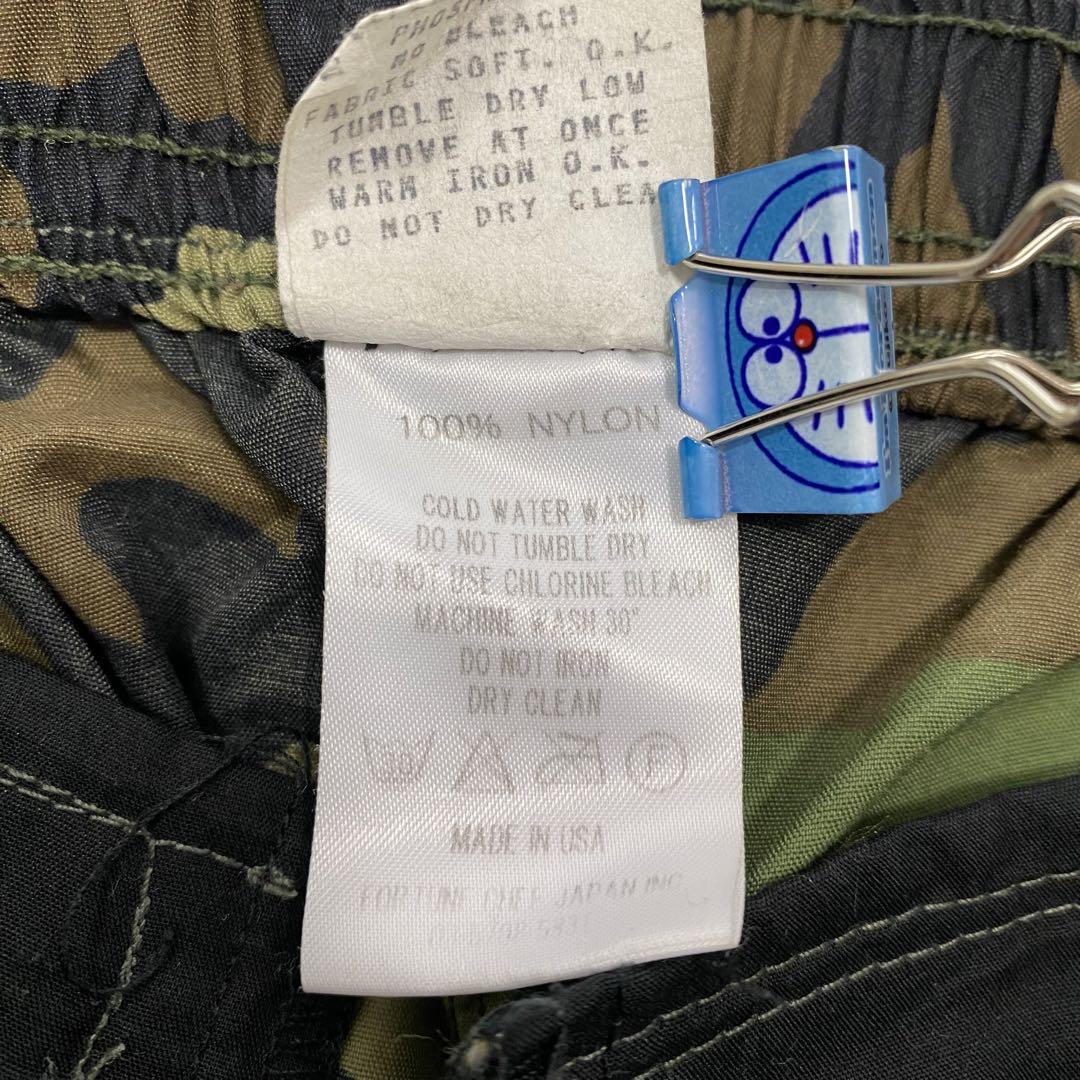 NO BLEACH
FABRIC SOFT. O.K.
TUMBLE DRY LOW
REMOVE AT ONCE
WARM IRON O.K.
DO NOT DRY CLEA
100% NYLON
COLD WATER WASH
DO NOT TUMBLE DRY
DO NOT USE CHLORINE BLEACH
MACHINE WASH 30°
DO NOT IRON
DRY CLEAN
F
MADE IN USA
FORTUNE CHEF JAPAN INC.